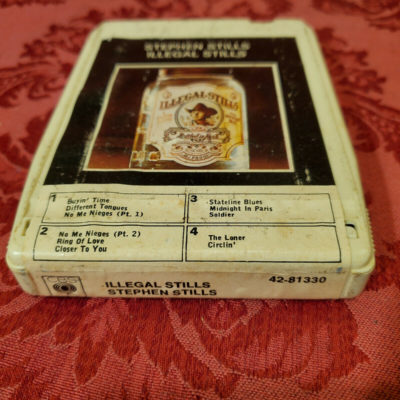 STEPHEN STILLS
ILLEGAL STILLS
ILLEGAL STILLS
1
Buyin' Time
Different Tongues
No Me Nieges (Pt. 1)
3
Stateline Blues
Midnight In Paris
Soldier
2
No Me Nieges (Pt. 2)
Ring Of Love
Closer To You
4
The Loner
Circlin'
ILLEGAL STILLS
STEPHEN STILLS
42-81330